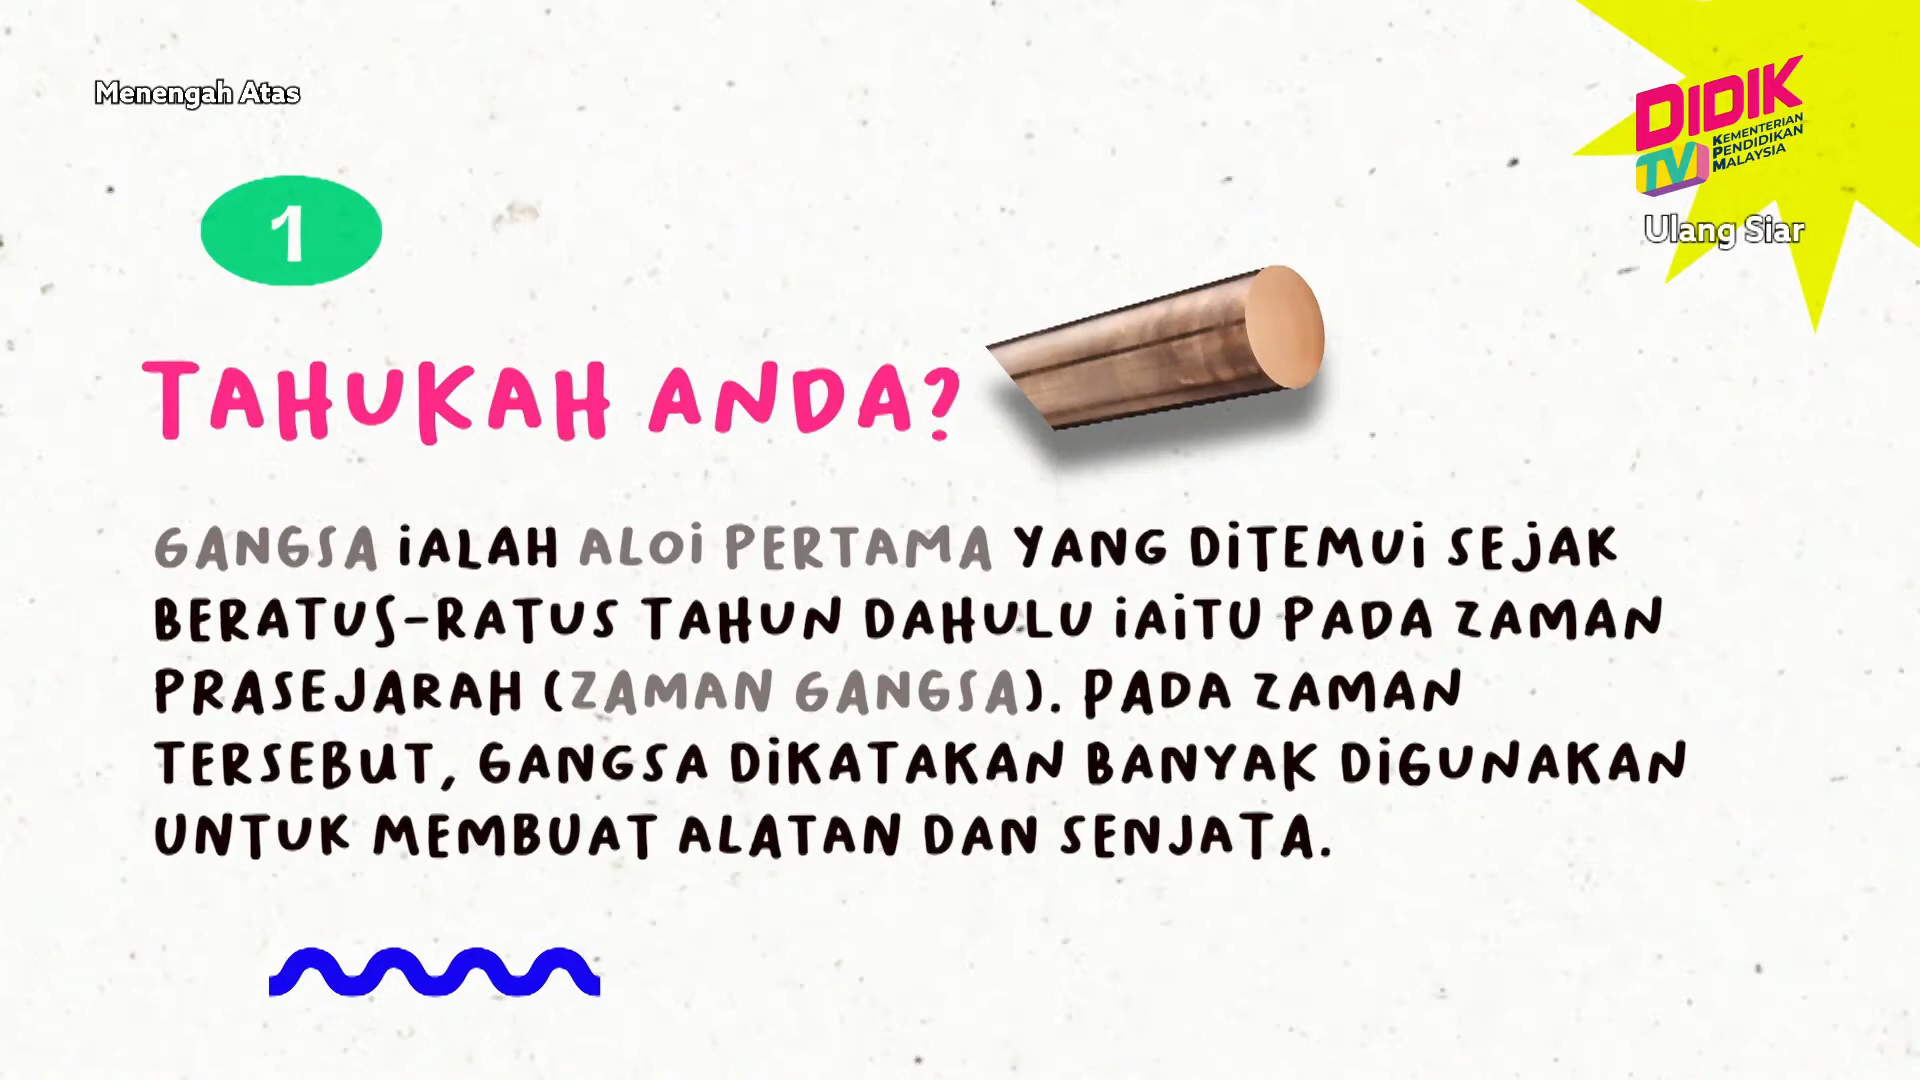 Menengah Atas
DIDIK
TV
KEMENTERIAN
PENDIDIKAN
MALAYSIA
Ulang Siar
1
TAHUKAH ANDA?
GANGSA iALAH ALOi PERTAMA YANG DiTEMUi SEJAK
BERATUS-RATUS TAHUN DAHULU iAiTU PADA ZAMAN
PRASEJARAH (ZAMAN GANGSA). PADA ZAMAN
TERSEBUT, GANGSA DiKATAKAN BANYAK DiGUNAKAN
UNTUK MEMBUAT ALATAN DAN SENJATA.